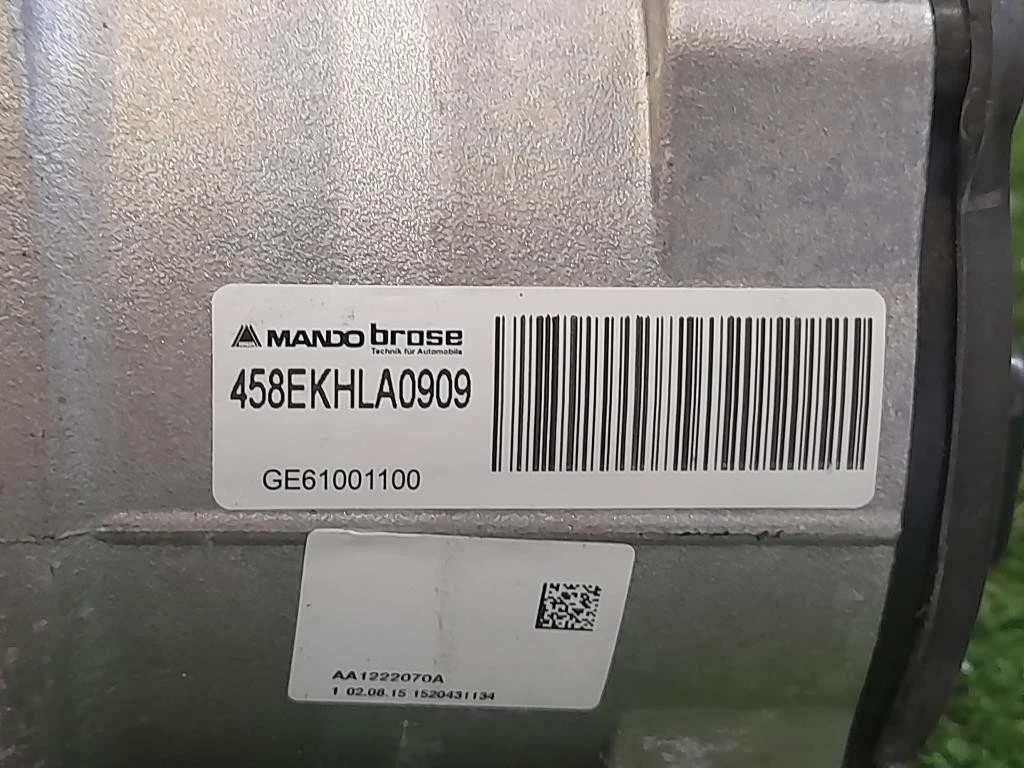 MANDO brose
Technik für Automobile
458EKHLA0909
GE61001100
AA1222070A
1 02.08.15 1520431134